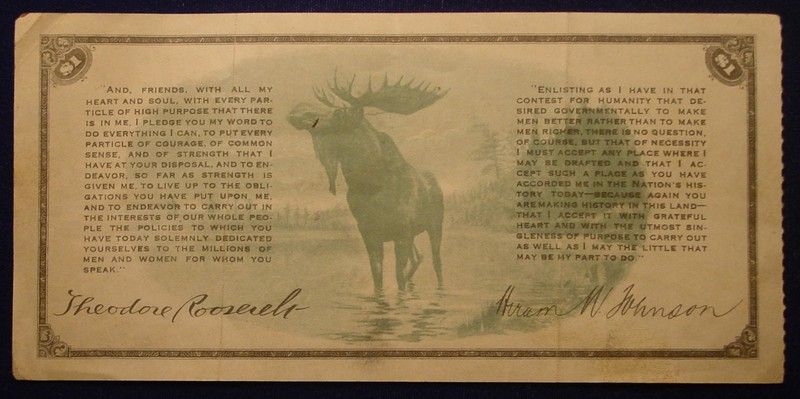 $1
$1
"AND, FRIENDS, WITH ALL MY
HEART AND SOUL, WITH EVERY PAR-
TICLE OF HIGH PURPOSE THAT THERE
IS IN ME, I PLEDGE YOU MY WORD TO
DO EVERYTHING I CAN, TO PUT EVERY
PARTICLE OF COURAGE, OF COMMON
SENSE, AND OF STRENGTH THAT I
HAVE AT YOUR DISPOSAL, AND TO EN-
DEAVOR, SO FAR AS STRENGTH IS
GIVEN ME, TO LIVE UP TO THE OBLI-
GATIONS YOU HAVE PUT UPON ME,
AND TO ENDEAVOR TO CARRY OUT IN
THE INTERESTS OF OUR WHOLE PEO-
PLE THE POLICIES TO WHICH YOU
HAVE TODAY SOLEMNLY DEDICATED
YOURSELVES TO THE MILLIONS OF
MEN AND WOMEN FOR WHOM YOU
SPEAK."
Theodore Roosevelt
"ENLISTING AS I HAVE IN THAT
CONTEST FOR HUMANITY THAT DE-
SIRED GOVERNMENTALLY TO MAKE
MEN BETTER RATHER THAN TO MAKE
MEN RICHER, THERE IS NO QUESTION,
OF COURSE, BUT THAT OF NECESSITY
I MUST ACCEPT ANY PLACE WHERE I
MAY BE DRAFTED AND THAT I AC-
CEPT SUCH A PLACE AS YOU HAVE
ACCORDED ME IN THE NATION'S HIS-
TORY TODAY—BECAUSE AGAIN YOU
ARE MAKING HISTORY IN THIS LAND—
THAT I ACCEPT IT WITH GRATEFUL
HEART AND WITH THE UTMOST SIN-
GLENESS OF PURPOSE TO CARRY OUT
AS WELL AS I MAY THE LITTLE THAT
MAY BE MY PART TO DO."
Hiram W. Johnson